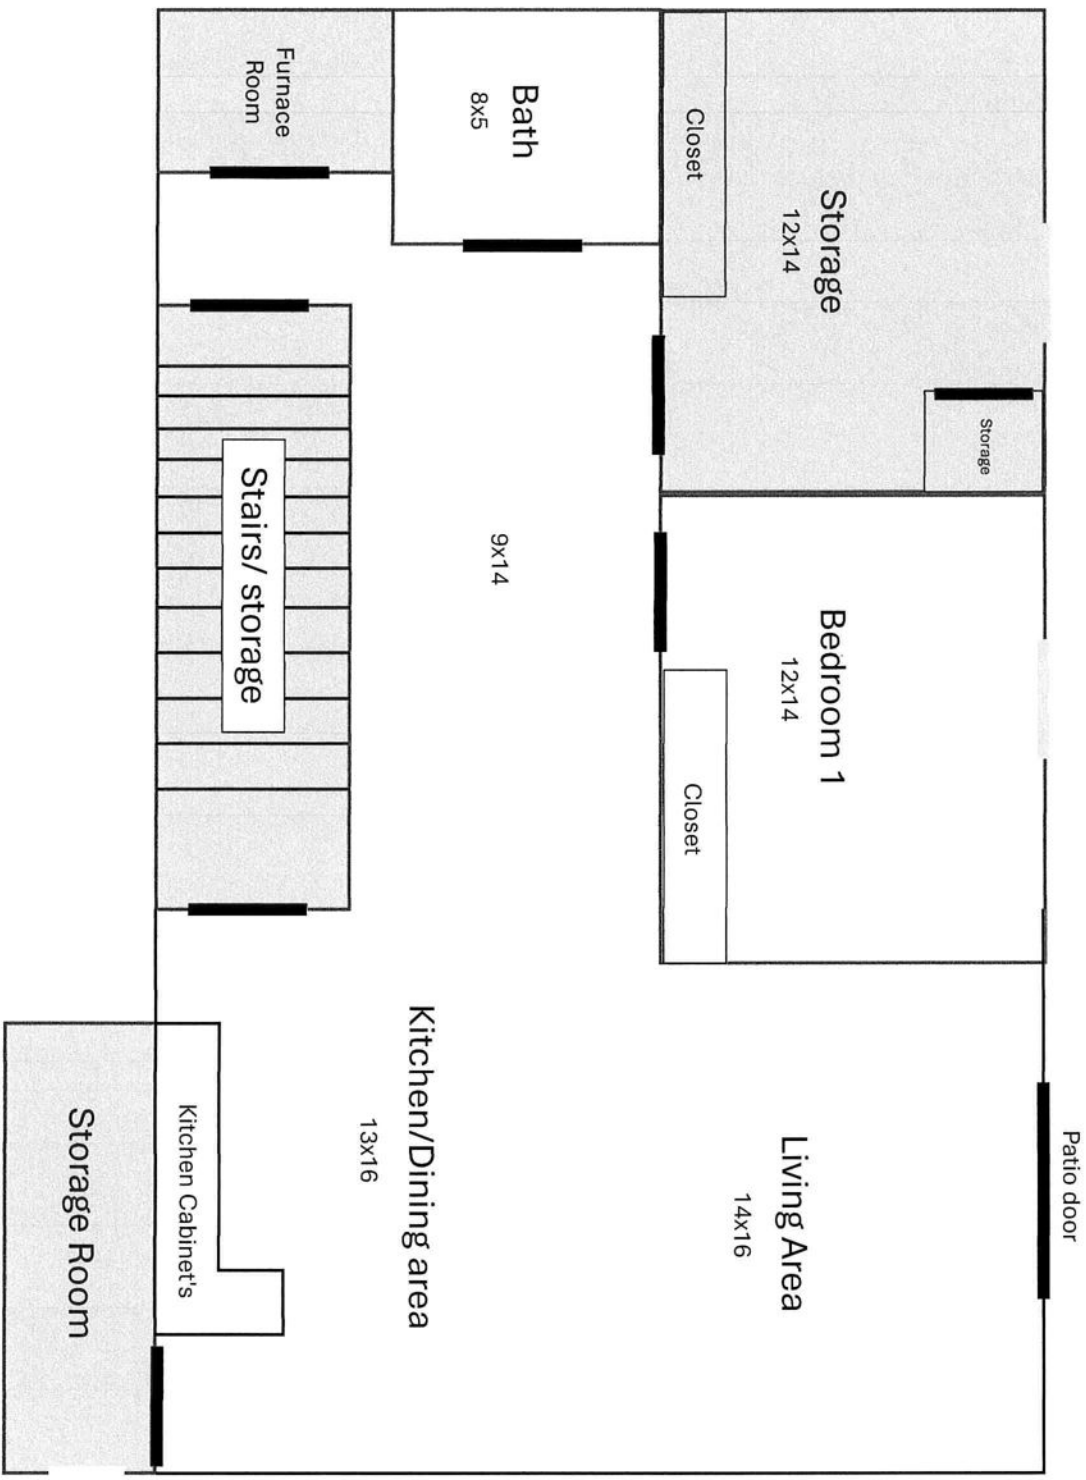 Furnace
Room
Bath
8x5
Closet
Storage
12x14
Storage
Stairs/ storage
9x14
Bedroom 1
12x14
Closet
Kitchen/Dining area
13x16
Living Area
14x16
Patio door
Kitchen Cabinet's
Storage Room